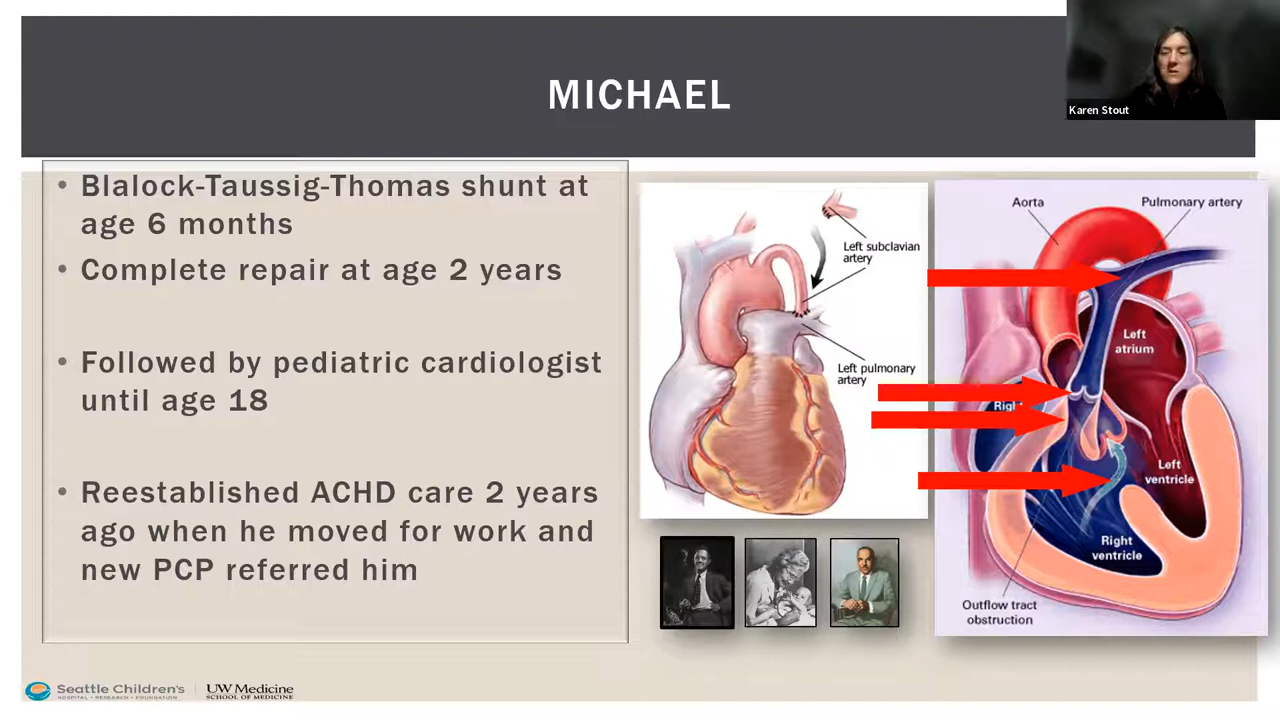 MICHAEL
Karen Stout
• Blalock-Taussig-Thomas shunt at
age 6 months
• Complete repair at age 2 years
• Followed by pediatric cardiologist
until age 18
• Reestablished ACHD care 2 years
ago when he moved for work and
new PCP referred him
Left subclavian
artery
Left pulmonary
artery
Aorta
Pulmonary artery
Left
atrium
Left
ventricle
Right
ventricle
Outflow tract
obstruction
Seattle Children's
HOSPITAL • RESEARCH • FOUNDATION
UW Medicine
SCHOOL OF MEDICINE